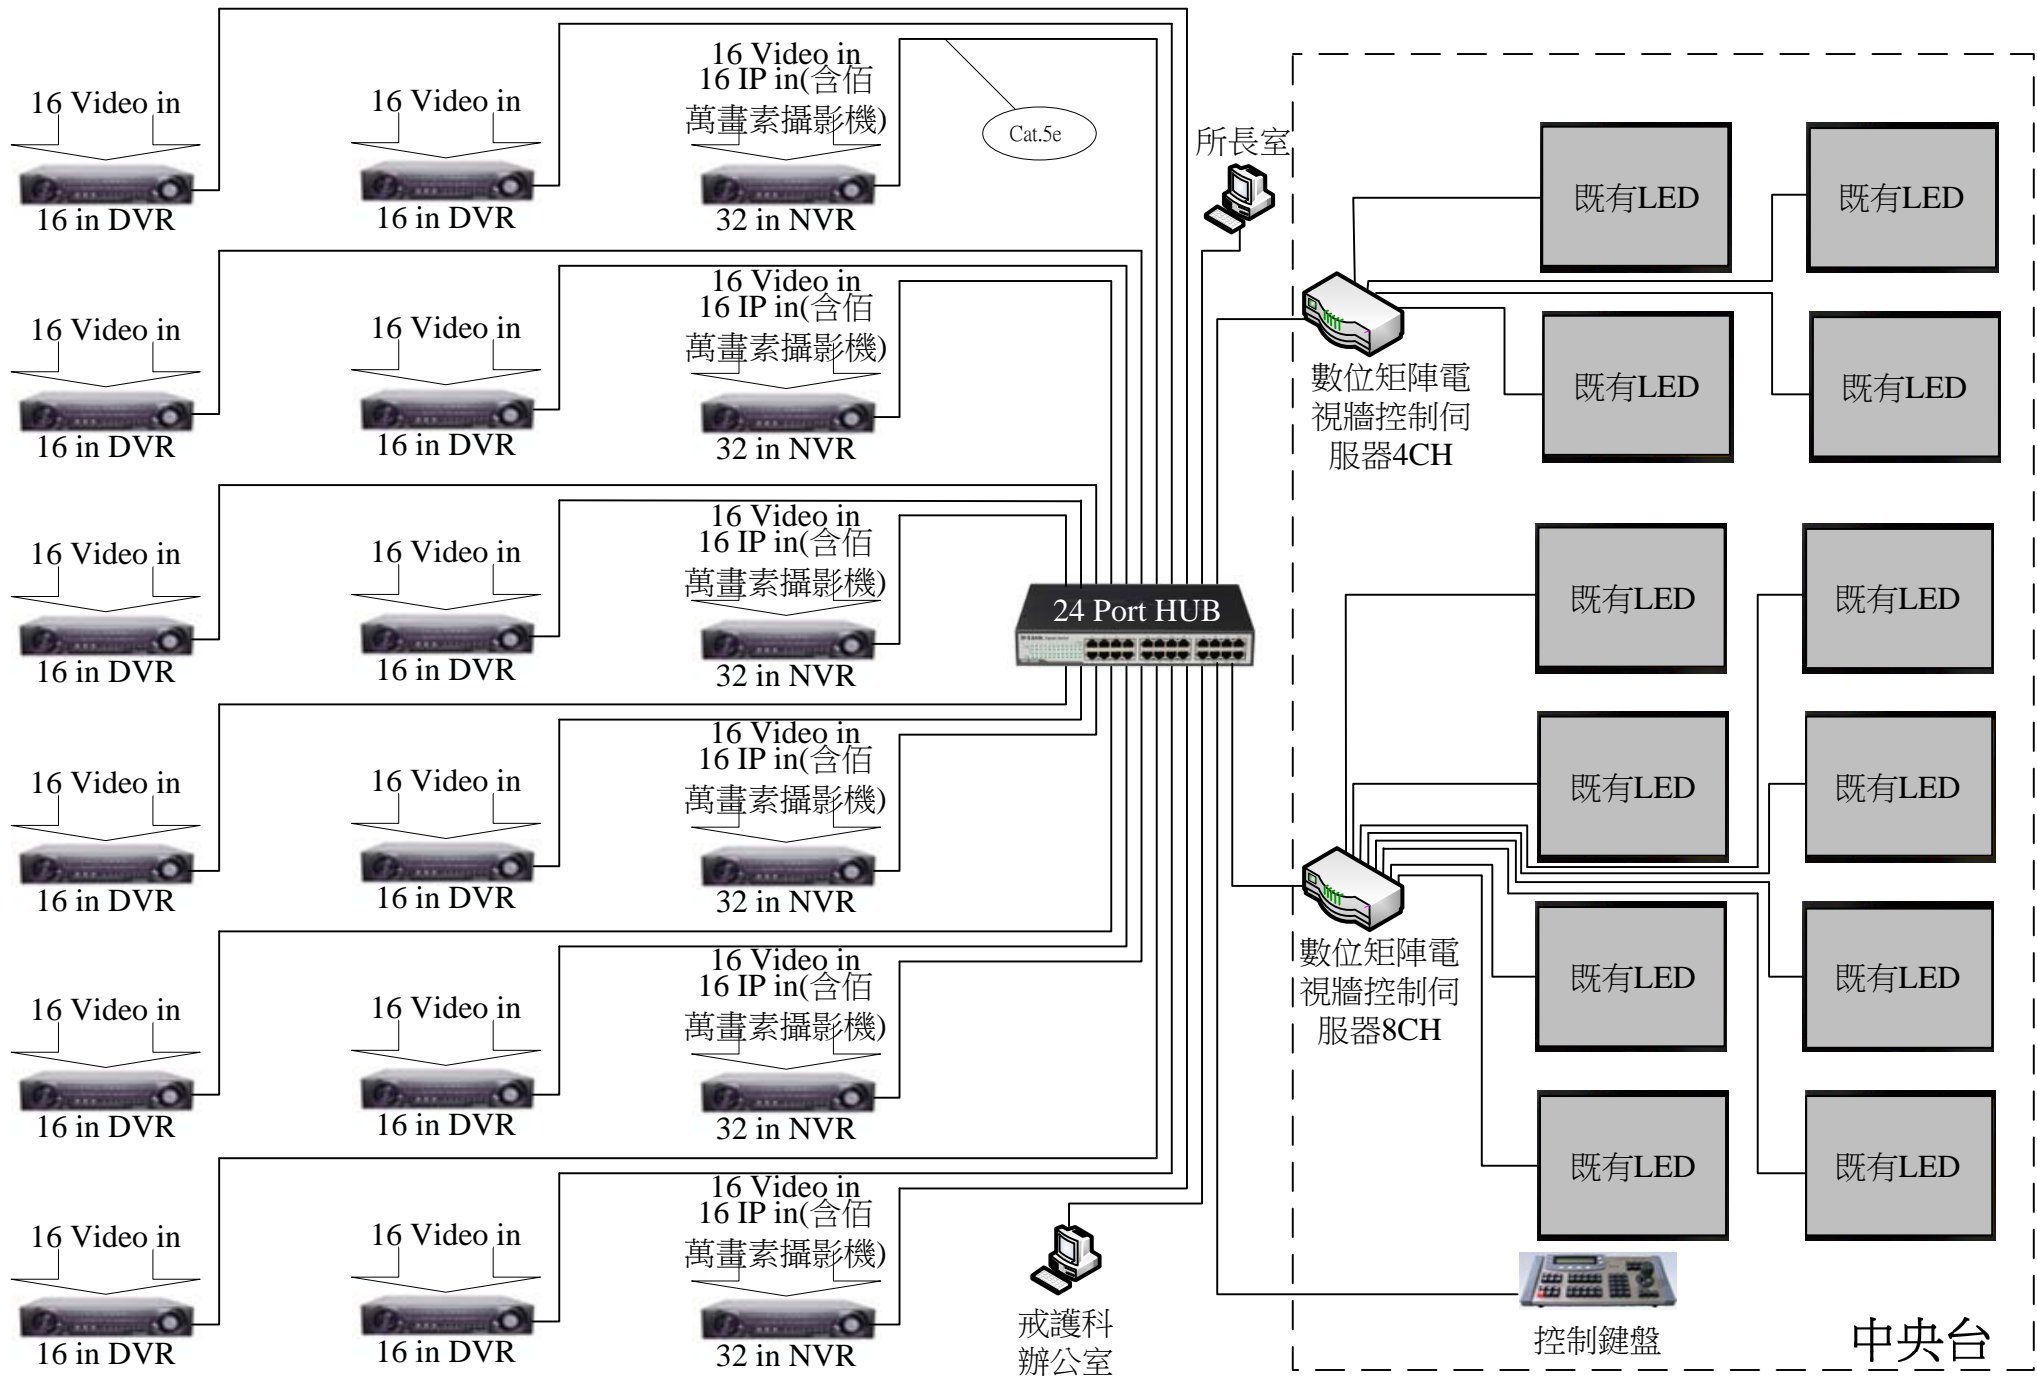 16 Video in
16 Video in
16 Video in
16 IP in(含佰
萬畫素攝影機)
Cat.5e
16 in DVR
16 in DVR
32 in NVR
16 Video in
16 Video in
16 Video in
16 IP in(含佰
萬畫素攝影機)
16 in DVR
16 in DVR
32 in NVR
16 Video in
16 Video in
16 Video in
16 IP in(含佰
萬畫素攝影機)
16 in DVR
16 in DVR
32 in NVR
16 Video in
16 Video in
16 Video in
16 IP in(含佰
萬畫素攝影機)
16 in DVR
16 in DVR
32 in NVR
16 Video in
16 Video in
16 Video in
16 IP in(含佰
萬畫素攝影機)
16 in DVR
16 in DVR
32 in NVR
16 Video in
16 Video in
16 Video in
16 IP in(含佰
萬畫素攝影機)
16 in DVR
16 in DVR
32 in NVR
24 Port HUB
所長室
戒護科
辦公室
數位矩陣電
視牆控制伺
服器4CH
既有LED
既有LED
既有LED
既有LED
數位矩陣電
視牆控制伺
服器8CH
既有LED
既有LED
既有LED
既有LED
既有LED
既有LED
既有LED
既有LED
控制鍵盤
中央台